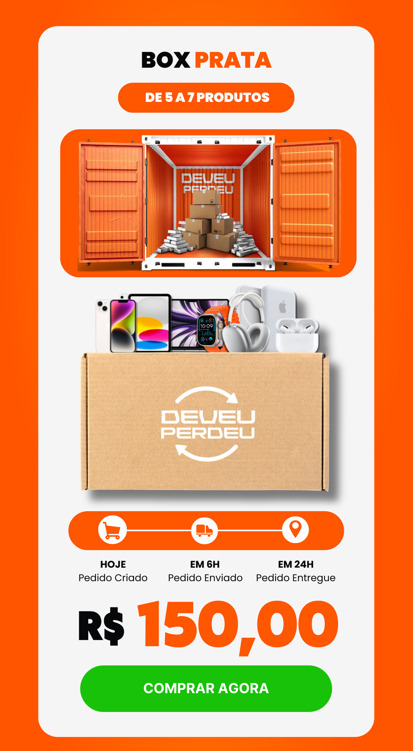 BOX PRATA
DE 5 A 7 PRODUTOS
DEVEU
PERDEU
10:09
DEVEU
PERDEU
HOJE
Pedido Criado
EM 6H
Pedido Enviado
EM 24H
Pedido Entregue
R$ 150,00
COMPRAR AGORA